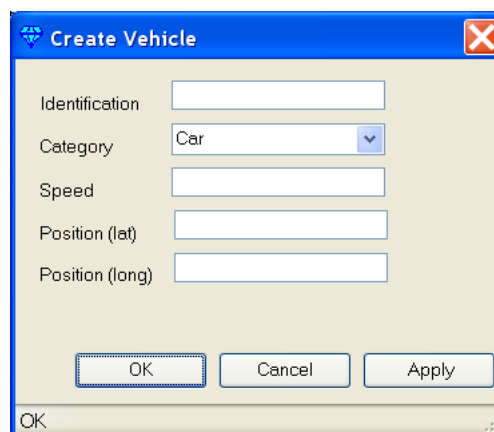 Create Vehicle
Identification
Category Car
Speed
Position (lat)
Position (long)
OK Cancel Apply
OK